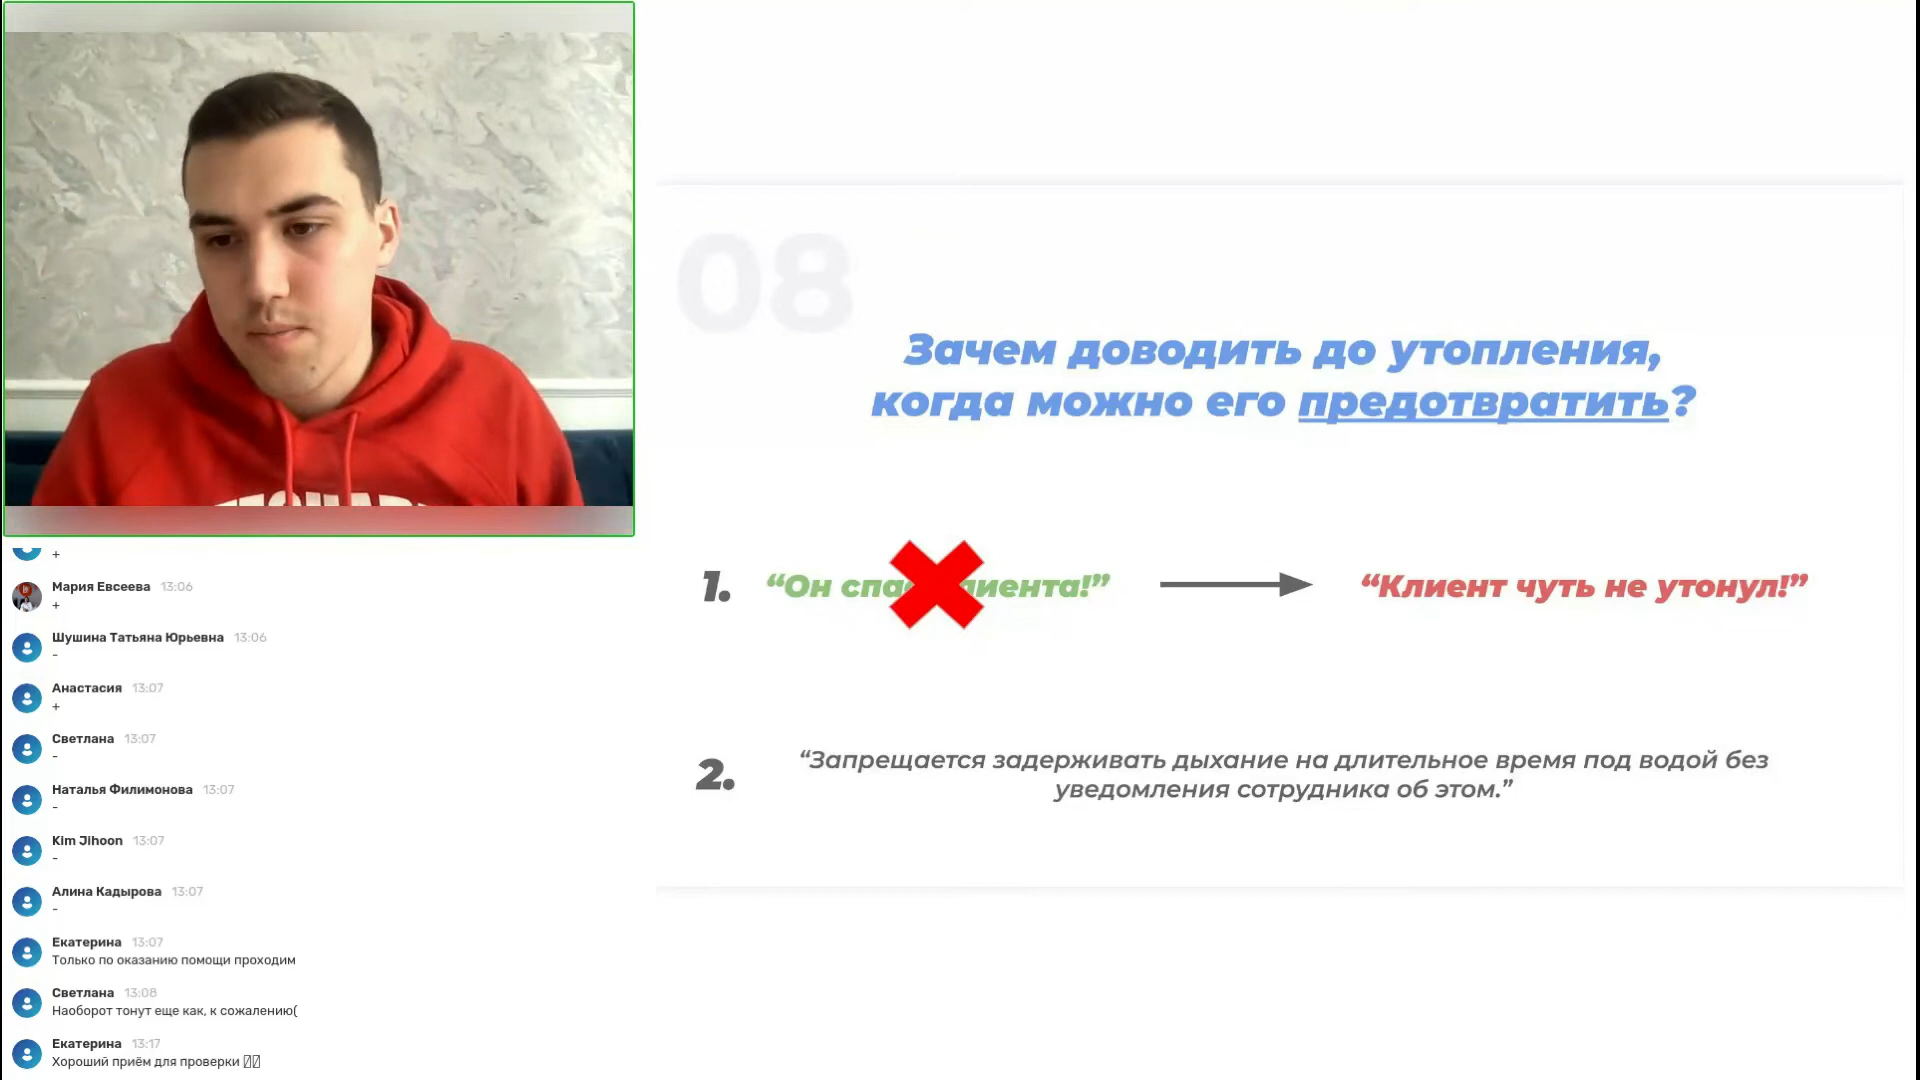 +
Мария Евсеева 13:06
+
Шушина Татьяна Юрьевна 13:06
-
Анастасия 13:07
+
Светлана 13:07
-
Наталья Филимонова 13:07
-
Kim Jihoon 13:07
-
Алина Кадырова 13:07
-
Екатерина 13:07
Только по оказанию помощи проходим
Светлана 13:08
Наоборот тонут еще как, к сожалению(
Екатерина 13:17
Хороший приём для проверки
08
Зачем доводить до утопления,
когда можно его предотвратить?
1. “Он “Клиент чуть не утонул!”
2. “Запрещается задерживать дыхание на длительное время под водой без
уведомления сотрудника об этом.”